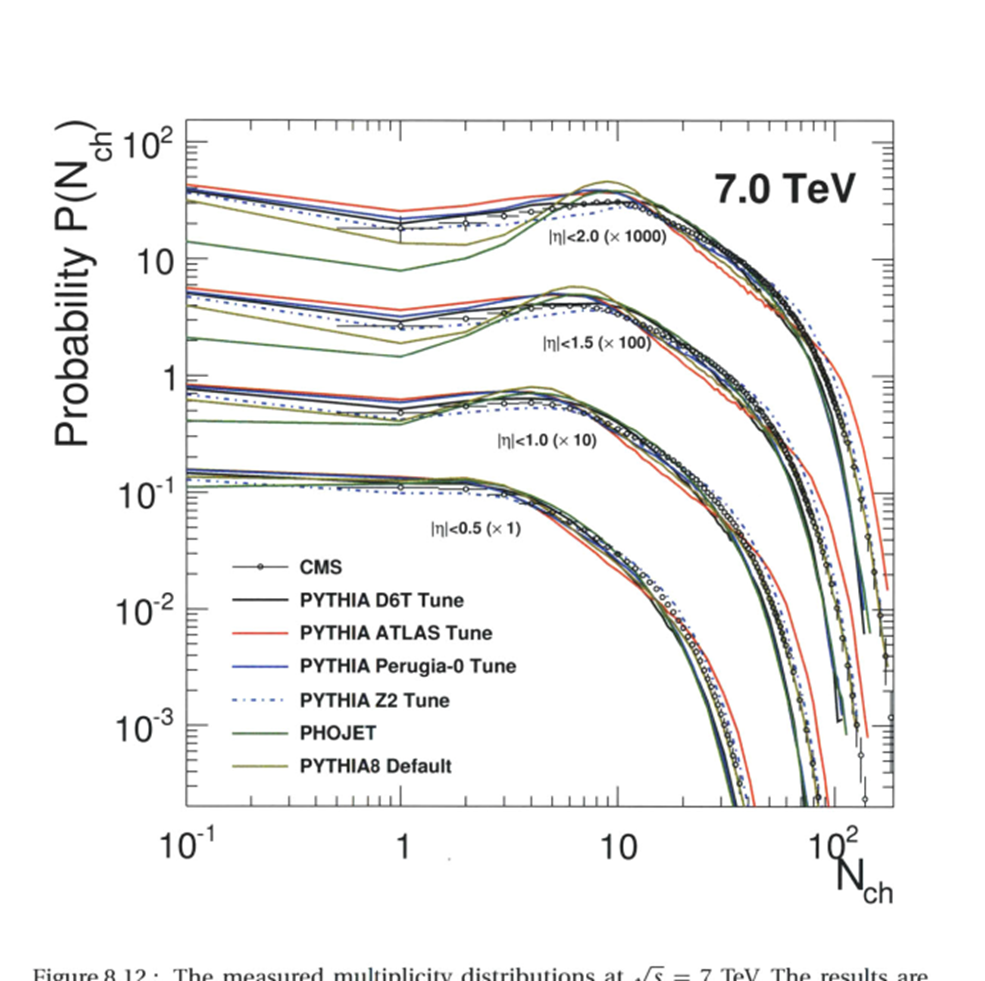 Probability P(N_ch)
10²
10
1
10⁻¹
10⁻²
10⁻³
7.0 TeV
|η|<2.0 (× 1000)
|η|<1.5 (× 100)
|η|<1.0 (× 10)
|η|<0.5 (× 1)
CMS
PYTHIA D6T Tune
PYTHIA ATLAS Tune
PYTHIA Perugia-0 Tune
PYTHIA Z2 Tune
PHOJET
PYTHIA8 Default
10⁻¹ 1 10 10²
N_ch
Figure 8.12 : The measured multiplicity distributions at √s = 7 TeV. The results are